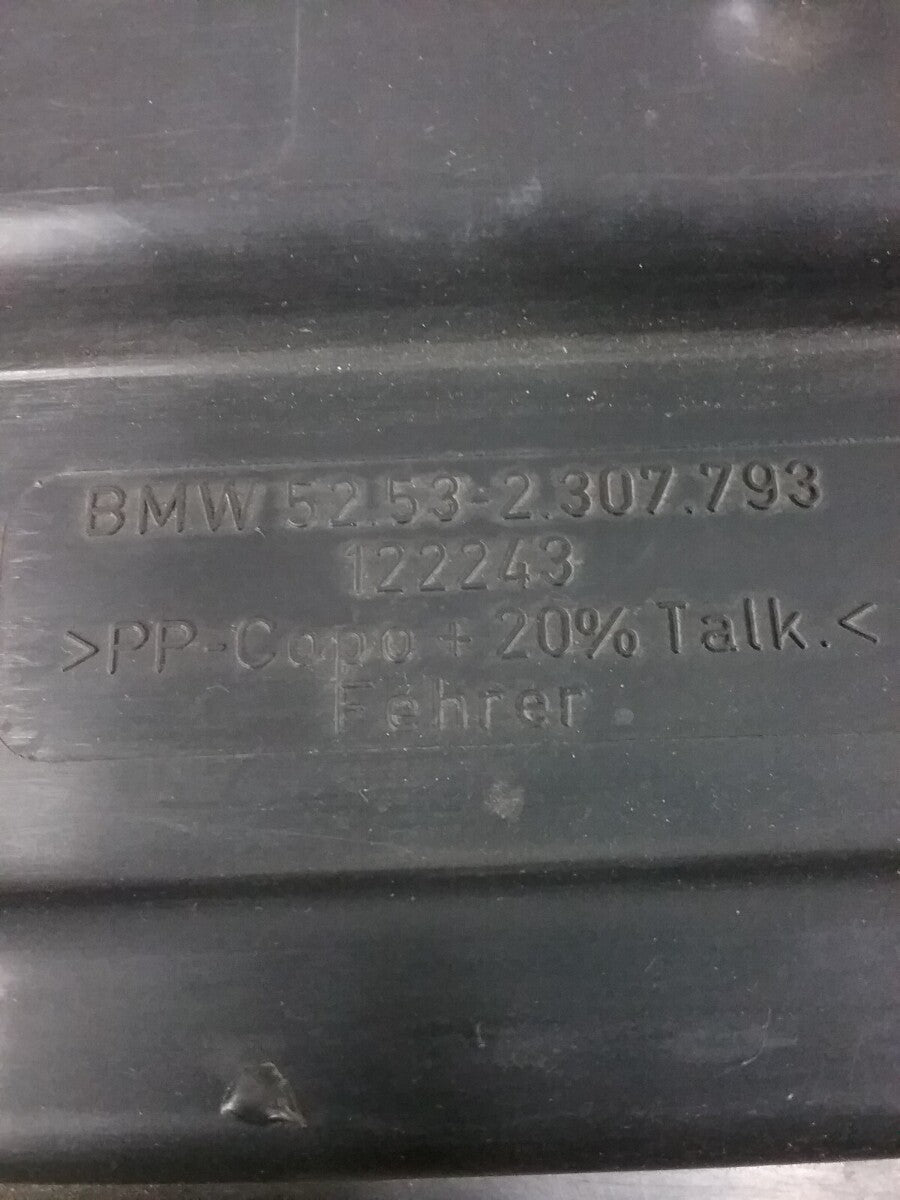 BMW 52.53-2.307.793
122243
>PP-Copo + 20% Talk.<
Fehrer